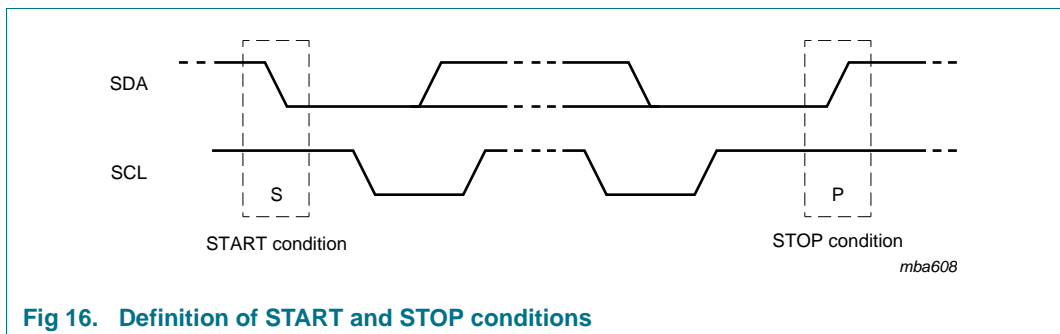 SDA
SCL
S
P
START condition
STOP condition
mba608
Fig 16. Definition of START and STOP conditions